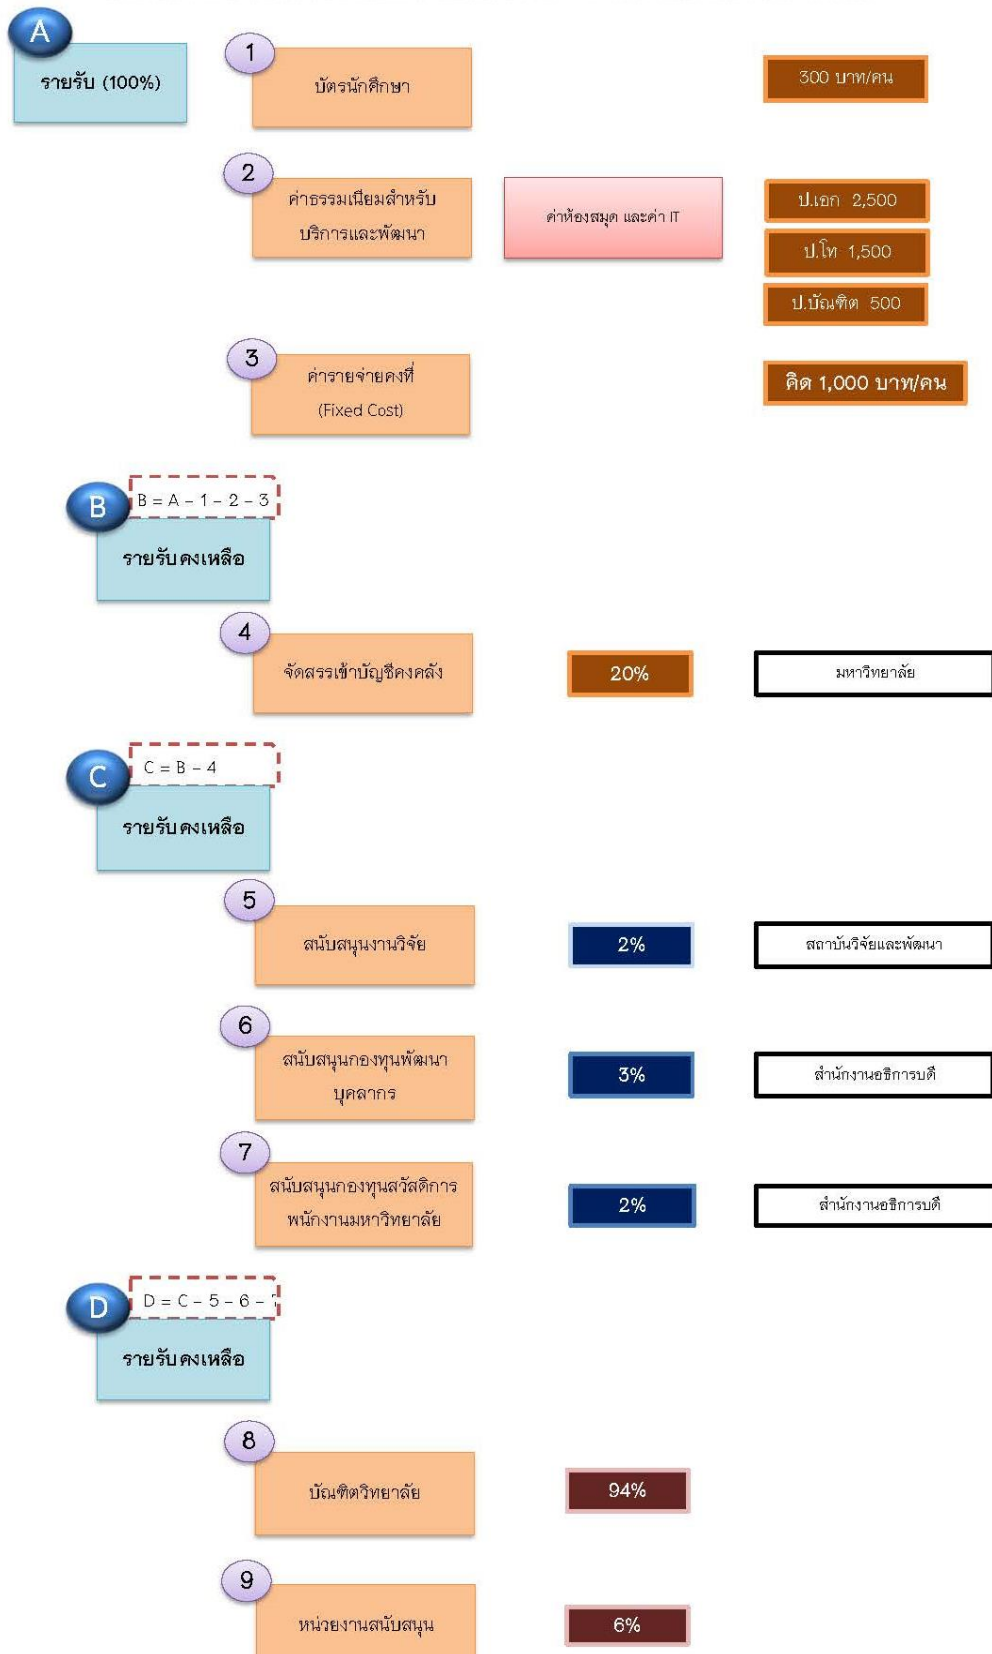 A
รายรับ (100%)
1
บัตรนักศึกษา
300 บาท/คน
2
ค่าธรรมเนียมสำหรับ
บริการและพัฒนา
ค่าห้องสมุด และค่า IT
ป.เอก 2,500
ป.โท 1,500
ป.บัณฑิต 500
3
ค่ารายจ่ายคงที่
(Fixed Cost)
คิด 1,000 บาท/คน
B
B = A – 1 – 2 – 3
รายรับคงเหลือ
4
จัดสรรเข้าบัญชีคงคลัง
20%
มหาวิทยาลัย
C
C = B – 4
รายรับคงเหลือ
5
สนับสนุนงานวิจัย
2%
สถาบันวิจัยและพัฒนา
6
สนับสนุนกองทุนพัฒนา
บุคลากร
3%
สำนักงานอธิการบดี
7
สนับสนุนกองทุนสวัสดิการ
พนักงานมหาวิทยาลัย
2%
สำนักงานอธิการบดี
D
D = C – 5 – 6 –
รายรับคงเหลือ
8
บัณฑิตวิทยาลัย
94%
9
หน่วยงานสนับสนุน
6%